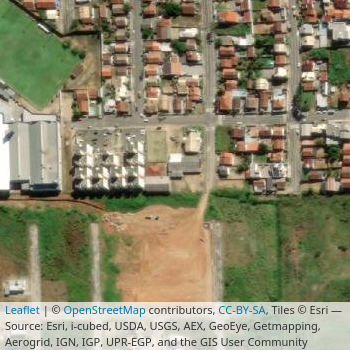 Leaflet | © OpenStreetMap contributors, CC-BY-SA, Tiles © Esri —
Source: Esri, i-cubed, USDA, USGS, AEX, GeoEye, Getmapping,
Aerogrid, IGN, IGP, UPR-EGP, and the GIS User Community